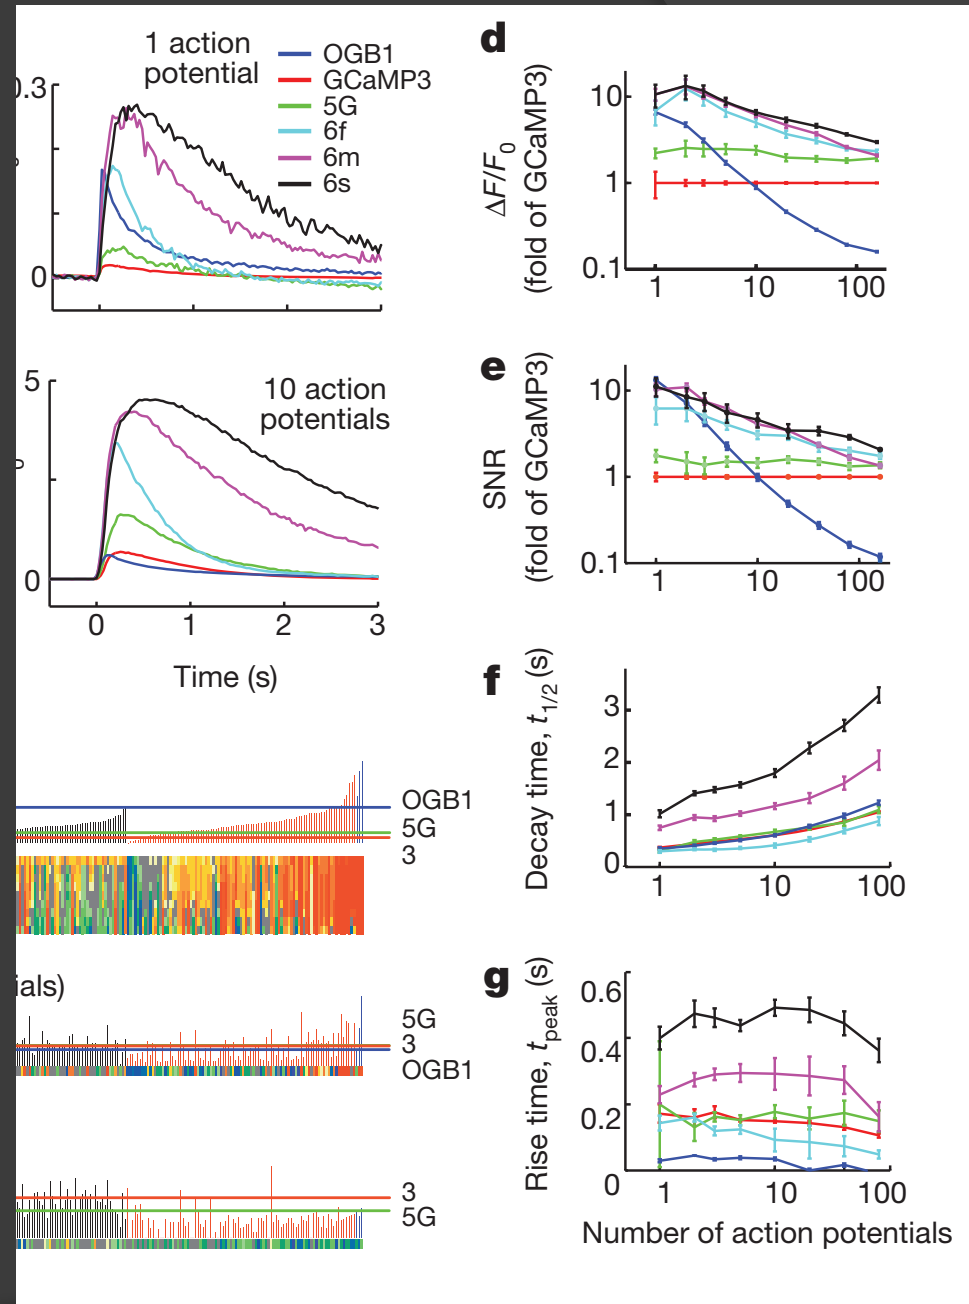 1 action
potential
OGB1
GCaMP3
5G
6f
6m
6s
0.3
0
10 action
potentials
5
0
0 1 2 3
Time (s)
OGB1
5G
3
ials)
5G
3
OGB1
3
5G
d
ΔF/F0
(fold of GCaMP3)
10
1
0.1
1 10 100
e
SNR
(fold of GCaMP3)
10
1
0.1
1 10 100
f
Decay time, t1/2 (s)
3
2
1
0
1 10 100
g
Rise time, tpeak (s)
0.6
0.4
0.2
0
1 10 100
Number of action potentials